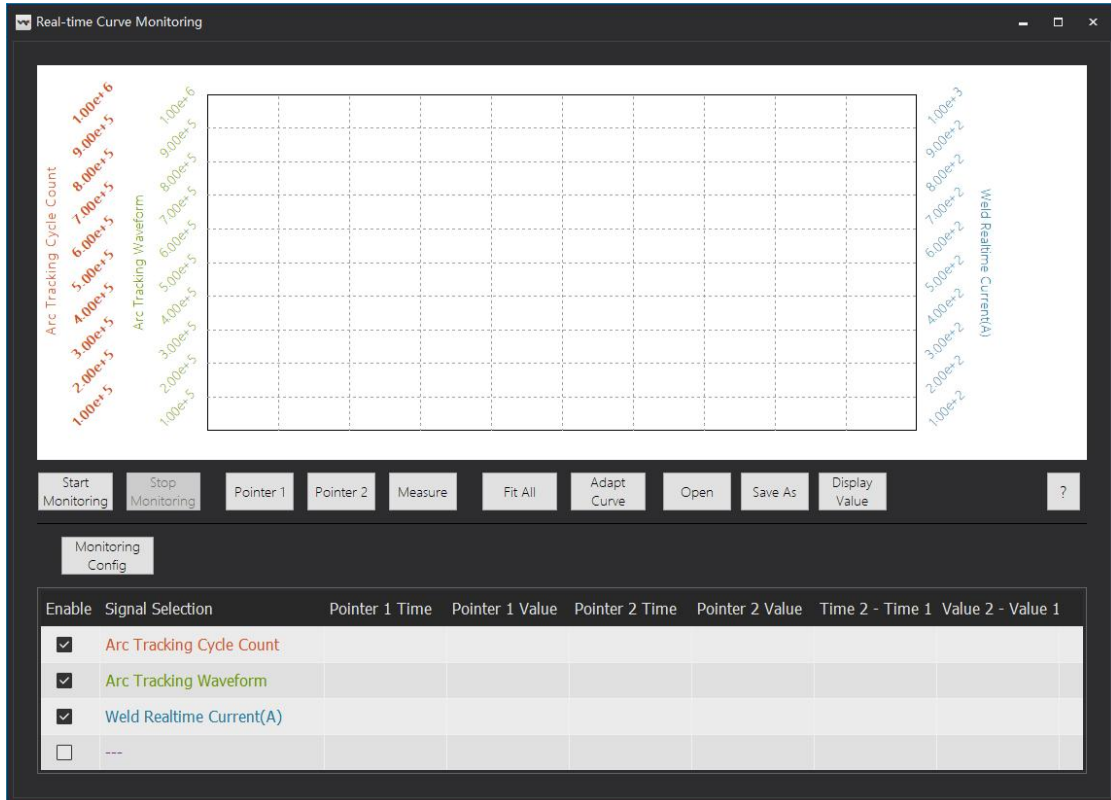 Real-time Curve Monitoring
Arc Tracking Cycle Count
1.00e+6
9.00e+5
8.00e+5
7.00e+5
6.00e+5
5.00e+5
4.00e+5
3.00e+5
2.00e+5
1.00e+5
Arc Tracking Waveform
1.00e+6
9.00e+5
8.00e+5
7.00e+5
6.00e+5
5.00e+5
4.00e+5
3.00e+5
2.00e+5
1.00e+5
1.00e+3
9.00e+2
8.00e+2
7.00e+2
6.00e+2
5.00e+2
4.00e+2
3.00e+2
2.00e+2
1.00e+2
Weld Realtime Current(A)
Start
Monitoring
Stop
Monitoring
Pointer 1
Pointer 2
Measure
Fit All
Adapt
Curve
Open
Save As
Display
Value
?
Monitoring
Config
Enable Signal Selection Pointer 1 Time Pointer 1 Value Pointer 2 Time Pointer 2 Value Time 2 - Time 1 Value 2 - Value 1
Arc Tracking Cycle Count
Arc Tracking Waveform
Weld Realtime Current(A)
---